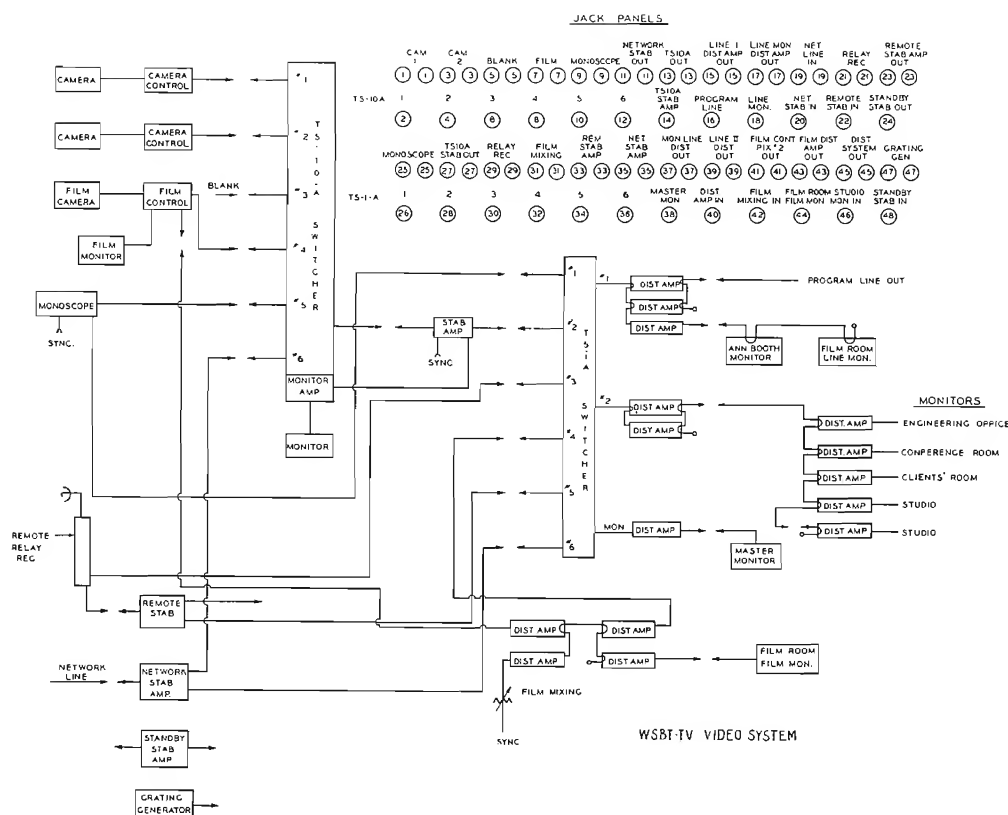 JACK PANELS
CAM 1 CAM 2 BLANK FILM MONOSCOPE NETWORK STAB OUT TS10A OUT LINE I DIST AMP OUT LINE MON DIST AMP OUT NET LINE IN RELAY REC REMOTE STAB AMP OUT
1 1 3 3 5 5 7 7 9 9 11 11 13 13 15 15 17 17 19 19 21 21 23 23
TS-10A 1 2 3 4 5 6 TS10A STAB AMP PROGRAM LINE LINE MON. NET STAB IN REMOTE STAB IN STANDBY STAB OUT
2 4 6 8 10 12 14 16 18 20 22 24
MONOSCOPE TS10A STAB OUT RELAY REC FILM MIXING REM STAB AMP NET STAB AMP MON LINE DIST OUT LINE II DIST OUT FILM CONT PIX #2 OUT FILM DIST AMP OUT DIST SYSTEM OUT GRATING GEN
25 25 27 27 29 29 31 31 33 33 35 35 37 37 39 39 41 41 43 43 45 45 47 47
TS-1-A 1 2 3 4 5 6 MASTER MON DIST AMP IN FILM MIXING IN FILM ROOM FILM MON STUDIO MON IN STANDBY STAB IN
26 28 30 32 34 36 38 40 42 44 46 48
CAMERA
CAMERA CONTROL
#1
CAMERA
CAMERA CONTROL
#2
FILM CAMERA
FILM CONTROL
BLANK
#3
FILM MONITOR
#4
MONOSCOPE
SYNC.
#5
#6
TS-10-A SWITCHER
MONITOR AMP
MONITOR
STAB AMP
SYNC
#1
#2
#3
#4
#5
#6
TS1A SWITCHER
#1
DIST AMP
DIST AMP
DIST AMP
PROGRAM LINE OUT
ANN BOOTH MONITOR
FILM ROOM LINE MON.
#2
DIST AMP
DIST AMP
MONITORS
DIST. AMP
ENGINEERING OFFICE
DIST AMP
CONFERENCE ROOM
DIST AMP
CLIENTS' ROOM
DIST AMP
STUDIO
DIST AMP
STUDIO
MON
DIST AMP
MASTER MONITOR
REMOTE RELAY REC
REMOTE STAB
NETWORK LINE
NETWORK STAB AMP.
STANDBY STAB AMP
GRATING GENERATOR
DIST AMP
DIST AMP
DIST AMP
DIST AMP
FILM ROOM FILM MON.
FILM MIXING
SYNC
WSBT-TV VIDEO SYSTEM